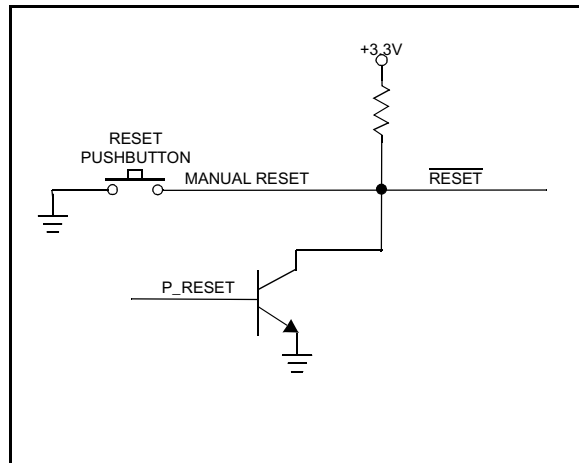 +3.3V
RESET
PUSHBUTTON
MANUAL RESET
RESET
P_RESET